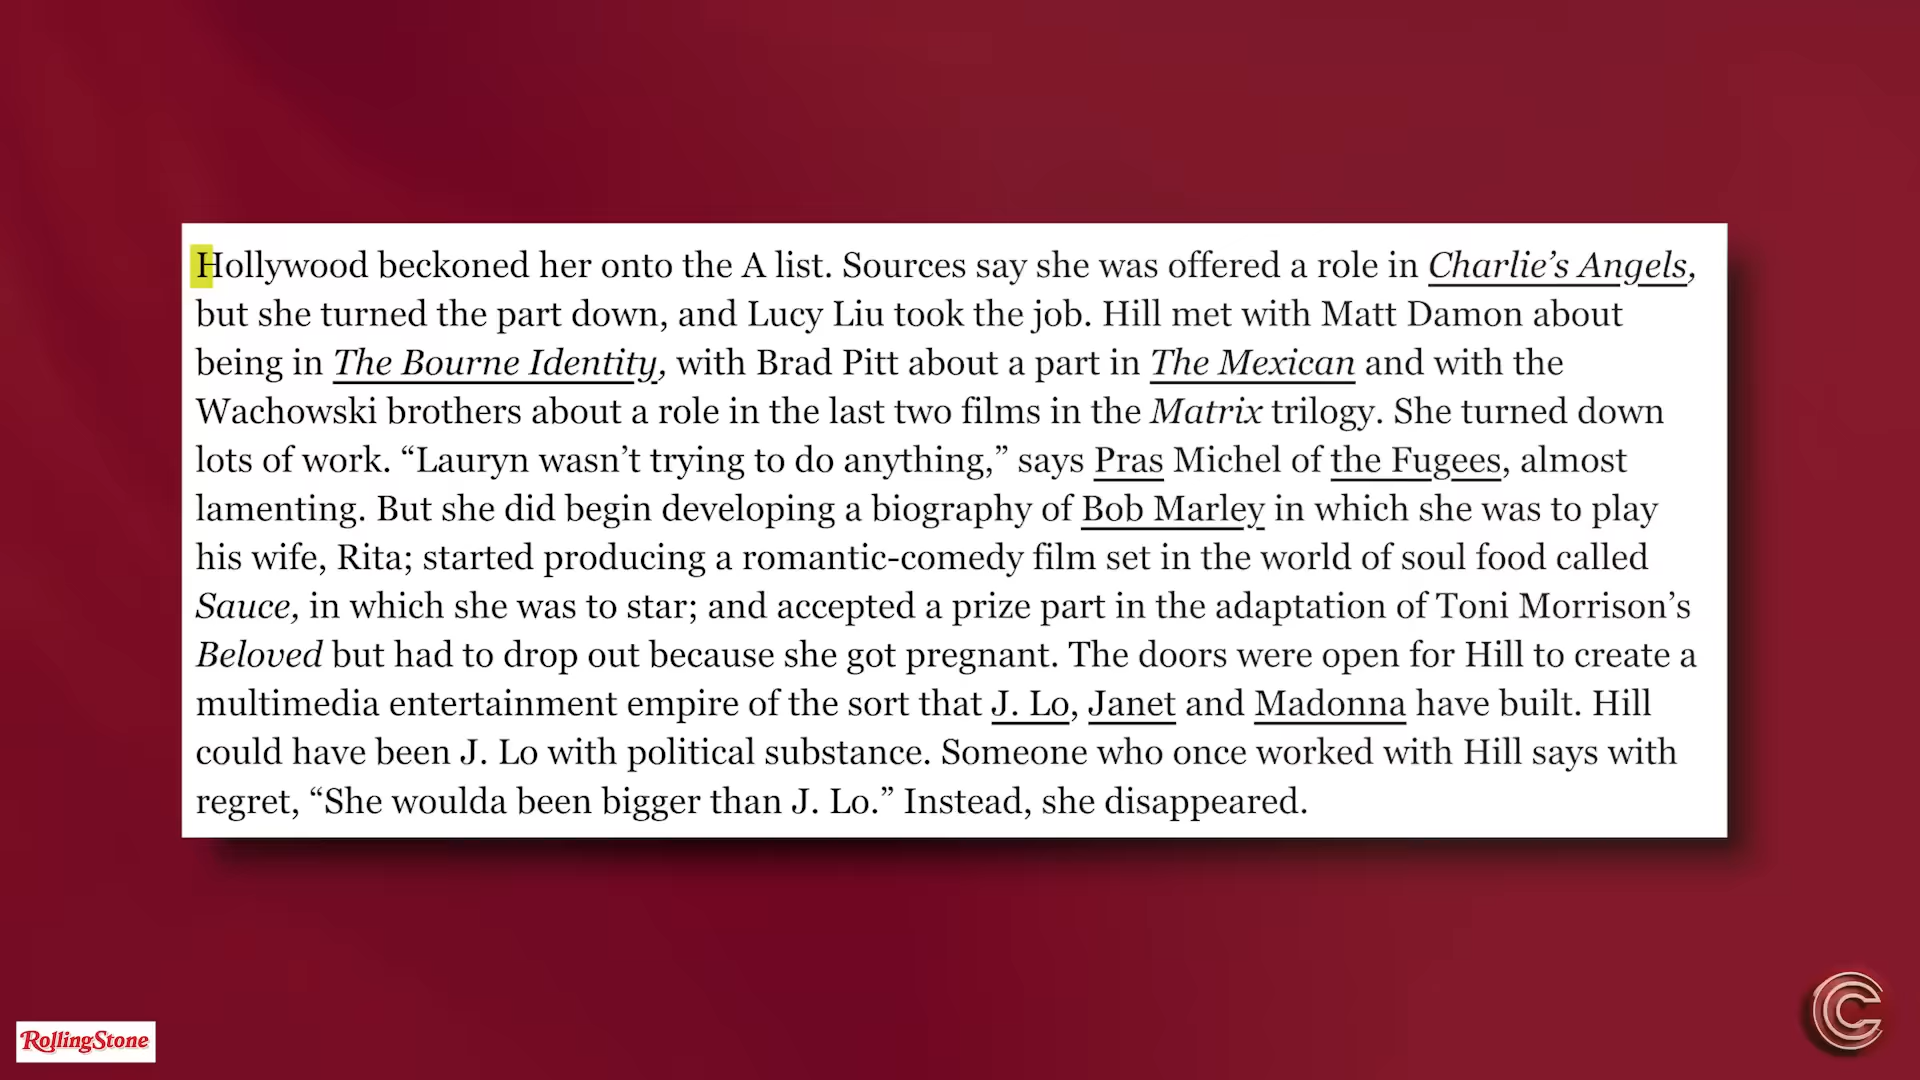 Hollywood beckoned her onto the A list. Sources say she was offered a role in Charlie’s Angels,
but she turned the part down, and Lucy Liu took the job. Hill met with Matt Damon about
being in The Bourne Identity, with Brad Pitt about a part in The Mexican and with the
Wachowski brothers about a role in the last two films in the Matrix trilogy. She turned down
lots of work. “Lauryn wasn’t trying to do anything,” says Pras Michel of the Fugees, almost
lamenting. But she did begin developing a biography of Bob Marley in which she was to play
his wife, Rita; started producing a romantic-comedy film set in the world of soul food called
Sauce, in which she was to star; and accepted a prize part in the adaptation of Toni Morrison’s
Beloved but had to drop out because she got pregnant. The doors were open for Hill to create a
multimedia entertainment empire of the sort that J. Lo, Janet and Madonna have built. Hill
could have been J. Lo with political substance. Someone who once worked with Hill says with
regret, “She woulda been bigger than J. Lo.” Instead, she disappeared.
RollingStone
C